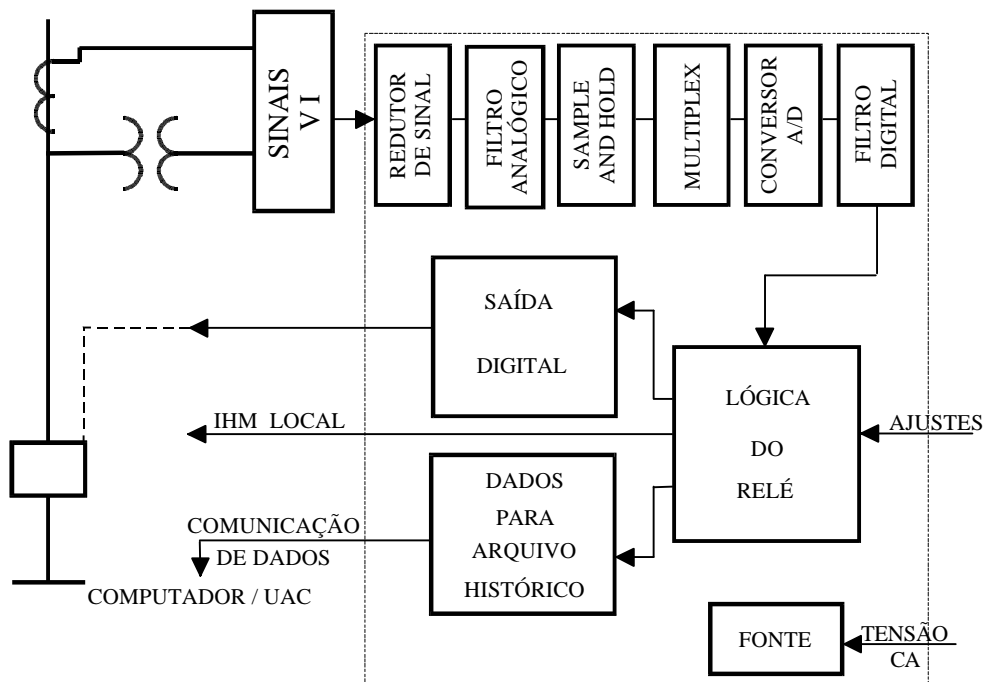 SINAIS
V I
REDUTOR
DE SINAL
FILTRO
ANALÓGICO
SAMPLE
AND HOLD
MULTIPLEX
CONVERSOR
A/D
FILTRO
DIGITAL
SAÍDA
DIGITAL
LÓGICA
DO
RELÉ
IHM LOCAL
AJUSTES
DADOS
PARA
ARQUIVO
HISTÓRICO
COMUNICAÇÃO
DE DADOS
COMPUTADOR / UAC
FONTE
TENSÃO
CA